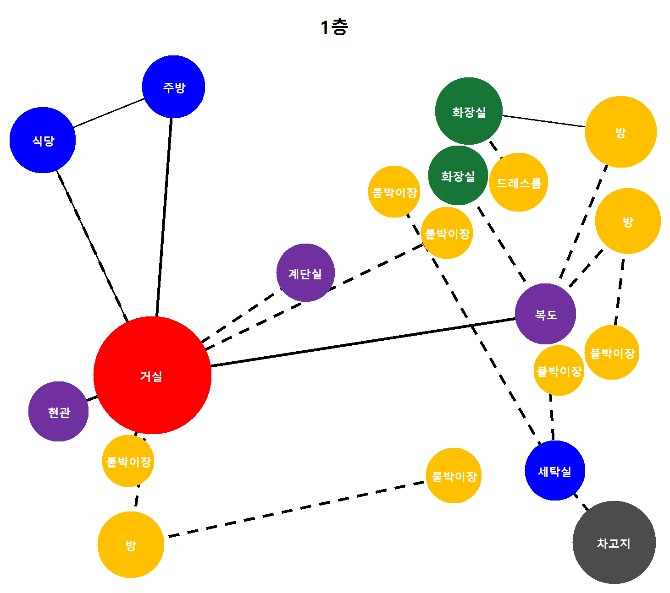 1층
주방
식당
화장실
방
화장실
드레스룸
붙박이장
방
붙박이장
계단실
복도
붙박이장
붙박이장
거실
현관
붙박이장
세탁실
붙박이장
방
차고지